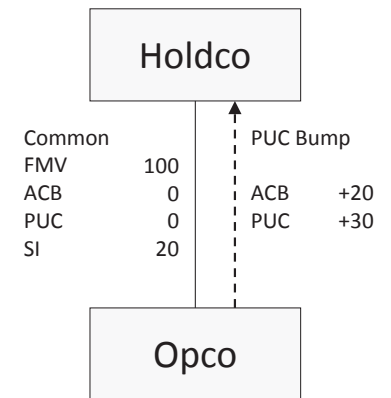 Holdco
Common
FMV 100
ACB 0
PUC 0
SI 20
PUC Bump
ACB +20
PUC +30
Opco